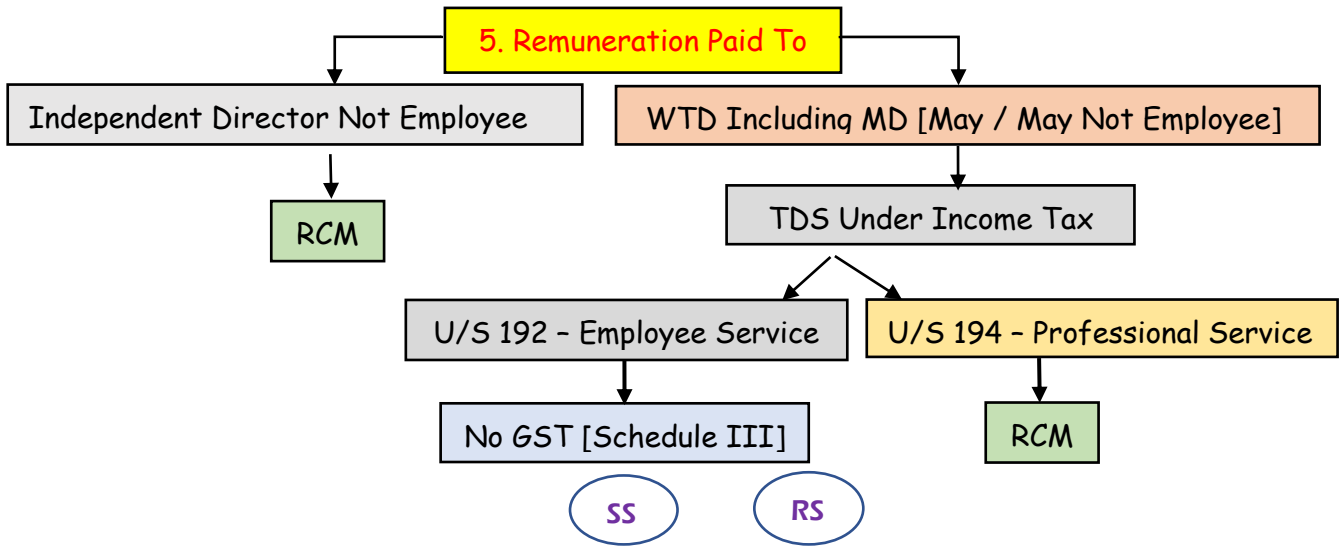 5. Remuneration Paid To
Independent Director Not Employee
WTD Including MD [May / May Not Employee]
RCM
TDS Under Income Tax
U/S 192 – Employee Service
U/S 194 – Professional Service
No GST [Schedule III]
RCM
SS
RS